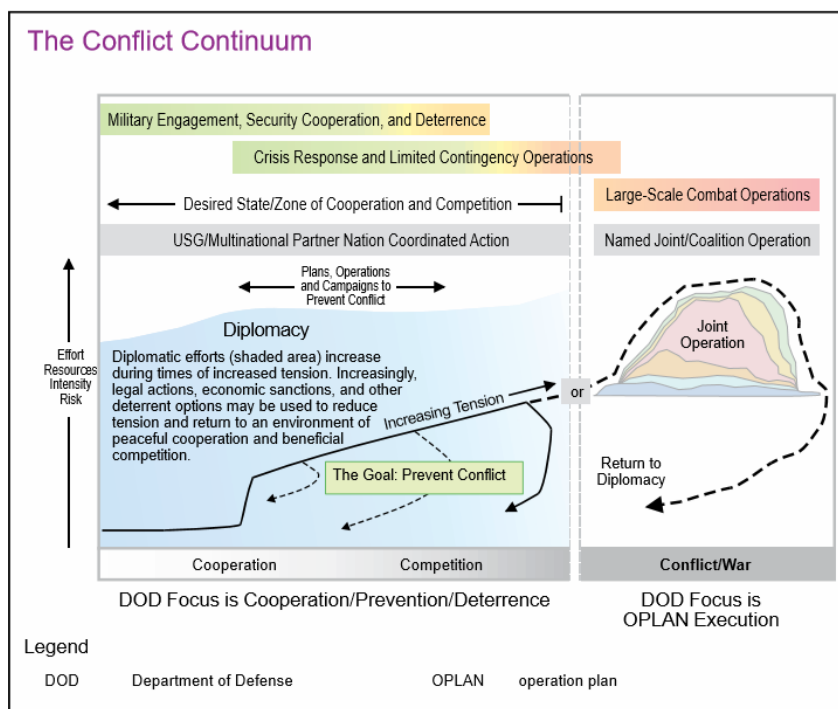 The Conflict Continuum
Military Engagement, Security Cooperation, and Deterrence
Crisis Response and Limited Contingency Operations
Large-Scale Combat Operations
Desired State/Zone of Cooperation and Competition
USG/Multinational Partner Nation Coordinated Action
Named Joint/Coalition Operation
Plans, Operations
and Campaigns to
Prevent Conflict
Effort
Resources
Intensity
Risk
Diplomacy
Diplomatic efforts (shaded area) increase
during times of increased tension. Increasingly,
legal actions, economic sanctions, and other
deterrent options may be used to reduce
tension and return to an environment of
peaceful cooperation and beneficial
competition.
Increasing Tension
or
Joint
Operation
The Goal: Prevent Conflict
Return to
Diplomacy
Cooperation
Competition
Conflict/War
DOD Focus is Cooperation/Prevention/Deterrence
DOD Focus is
OPLAN Execution
Legend
DOD Department of Defense OPLAN operation plan